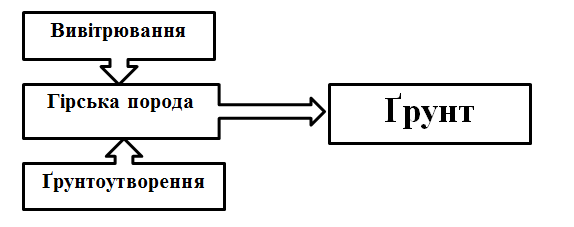 Вивітрювання
Гірська порода
Ґрунт
Ґрунтоутворення